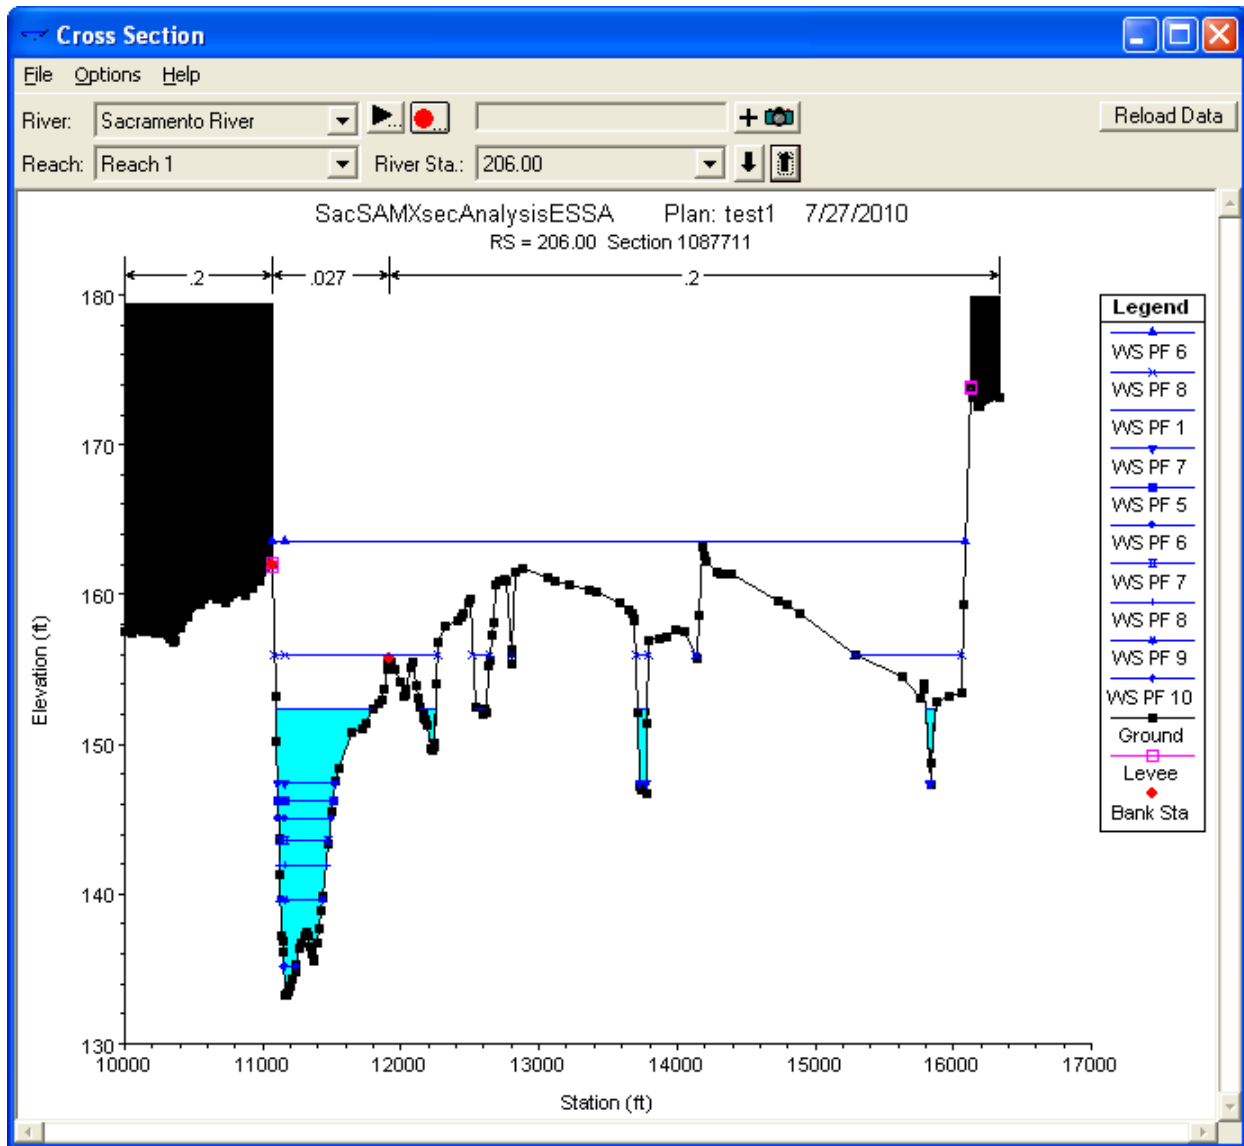 Cross Section
File Options Help
River: Sacramento River
Reload Data
Reach: Reach 1 River Sta.: 206.00
SacSAMXsecAnalysisESSA Plan: test1 7/27/2010
RS = 206.00 Section 1087711
.2 .027 .2
180
170
160
150
140
130
Elevation (ft)
10000 11000 12000 13000 14000 15000 16000 17000
Station (ft)
Legend
WS PF 6
WS PF 8
WS PF 1
WS PF 7
WS PF 5
WS PF 6
WS PF 7
WS PF 8
WS PF 9
WS PF 10
Ground
Levee
Bank Sta